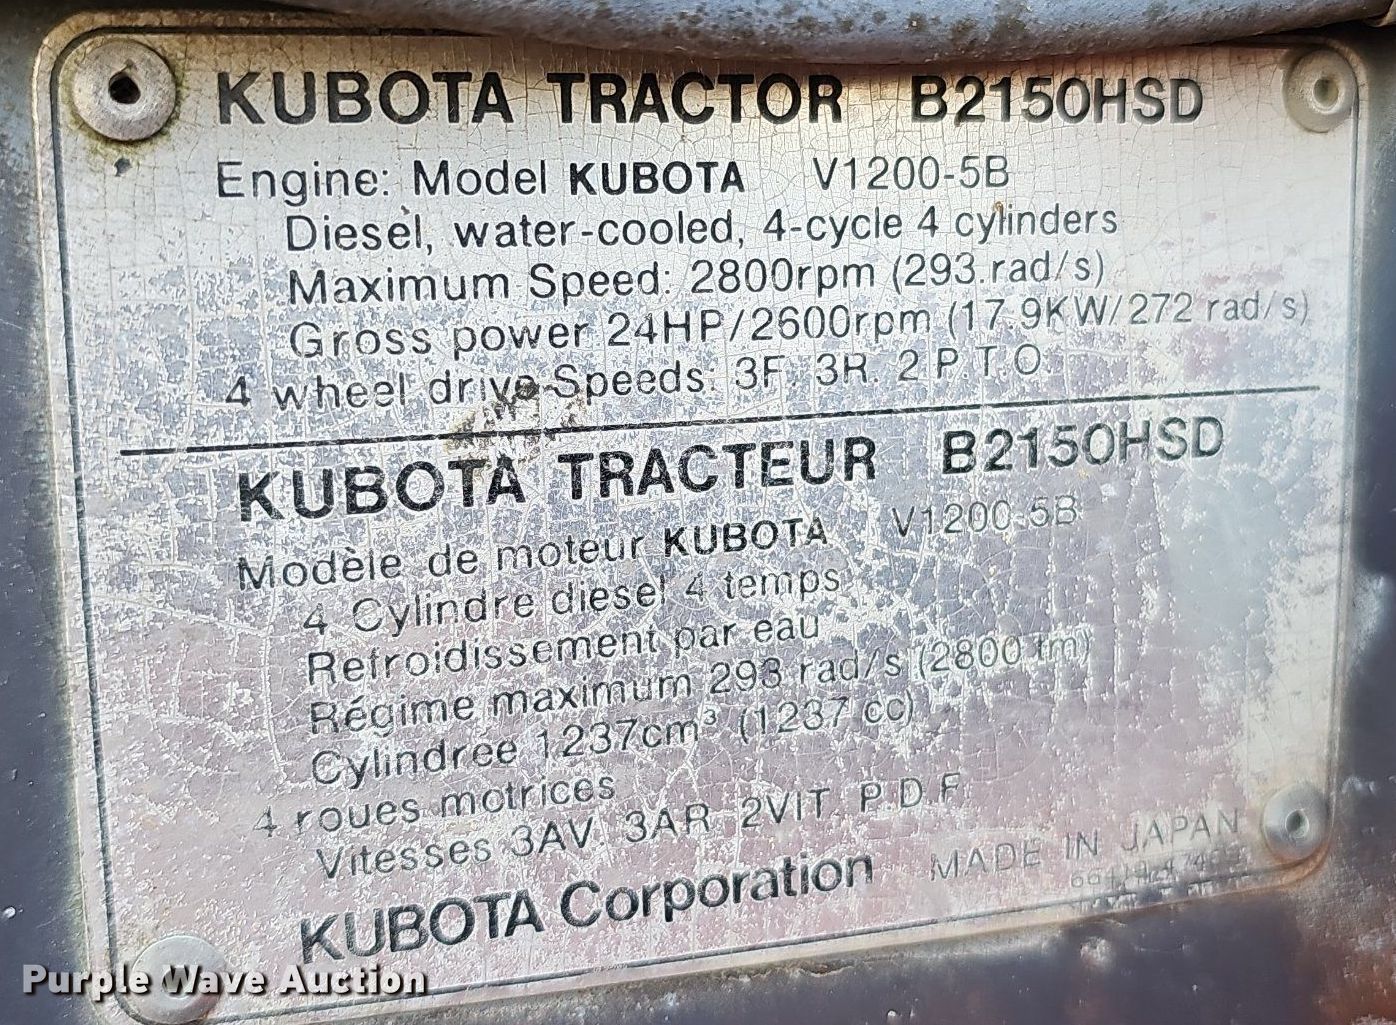 KUBOTA TRACTOR B2150HSD
Engine: Model KUBOTA V1200-5B
Diesel, water-cooled, 4-cycle 4 cylinders
Maximum Speed: 2800rpm (293 rad/s)
Gross power 24HP/2600rpm (17.9KW/272 rad/s)
4 wheel drive Speeds: 3F. 3R. 2 P.T.O
KUBOTA TRACTEUR B2150HSD
Modèle de moteur KUBOTA V1200-5B
4 Cylindre diesel 4 temps
Refroidissement par eau
Régime maximum 293 rad/s (2800 tm)
Cylindree 1237cm³ (1237 cc)
4 roues motrices
Vitesses 3AV. 3AR 2VIT P.D.F
KUBOTA Corporation MADE IN JAPAN
Purple Wave Auction